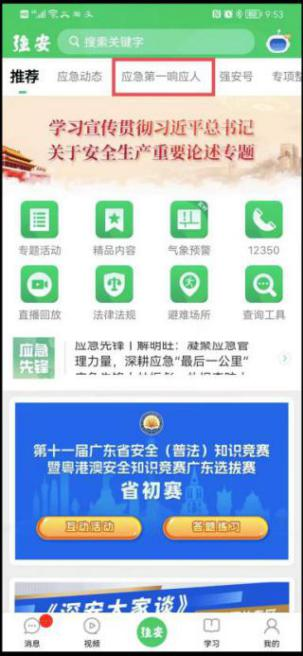 9:53
强安
搜索关键字
推荐 应急动态 应急第一响应人 强安号 专项整
学习宣传贯彻习近平总书记
关于安全生产重要论述专题
专题活动 精品内容 气象预警 12350
直播回放 法律法规 避难场所 查询工具
应急
先锋
应急先锋丨解明旺：凝聚应急管
理力量，深耕应急“最后一公里”
第十一届广东省安全（普法）知识竞赛
暨粤港澳安全知识竞赛广东选拔赛
省初赛
互动活动 答题练习
《深安大家谈》
消息 视频 强安 学习 我的